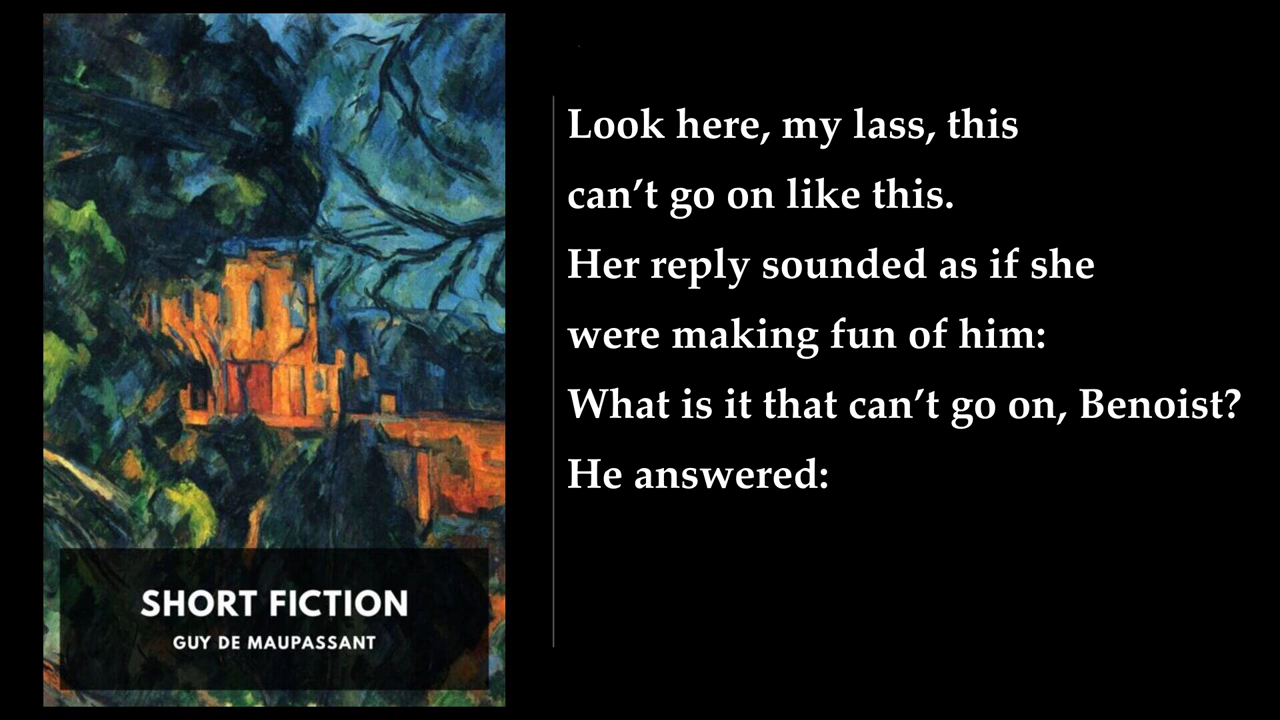 SHORT FICTION
GUY DE MAUPASSANT
Look here, my lass, this
can’t go on like this.
Her reply sounded as if she
were making fun of him:
What is it that can’t go on, Benoist?
He answered: